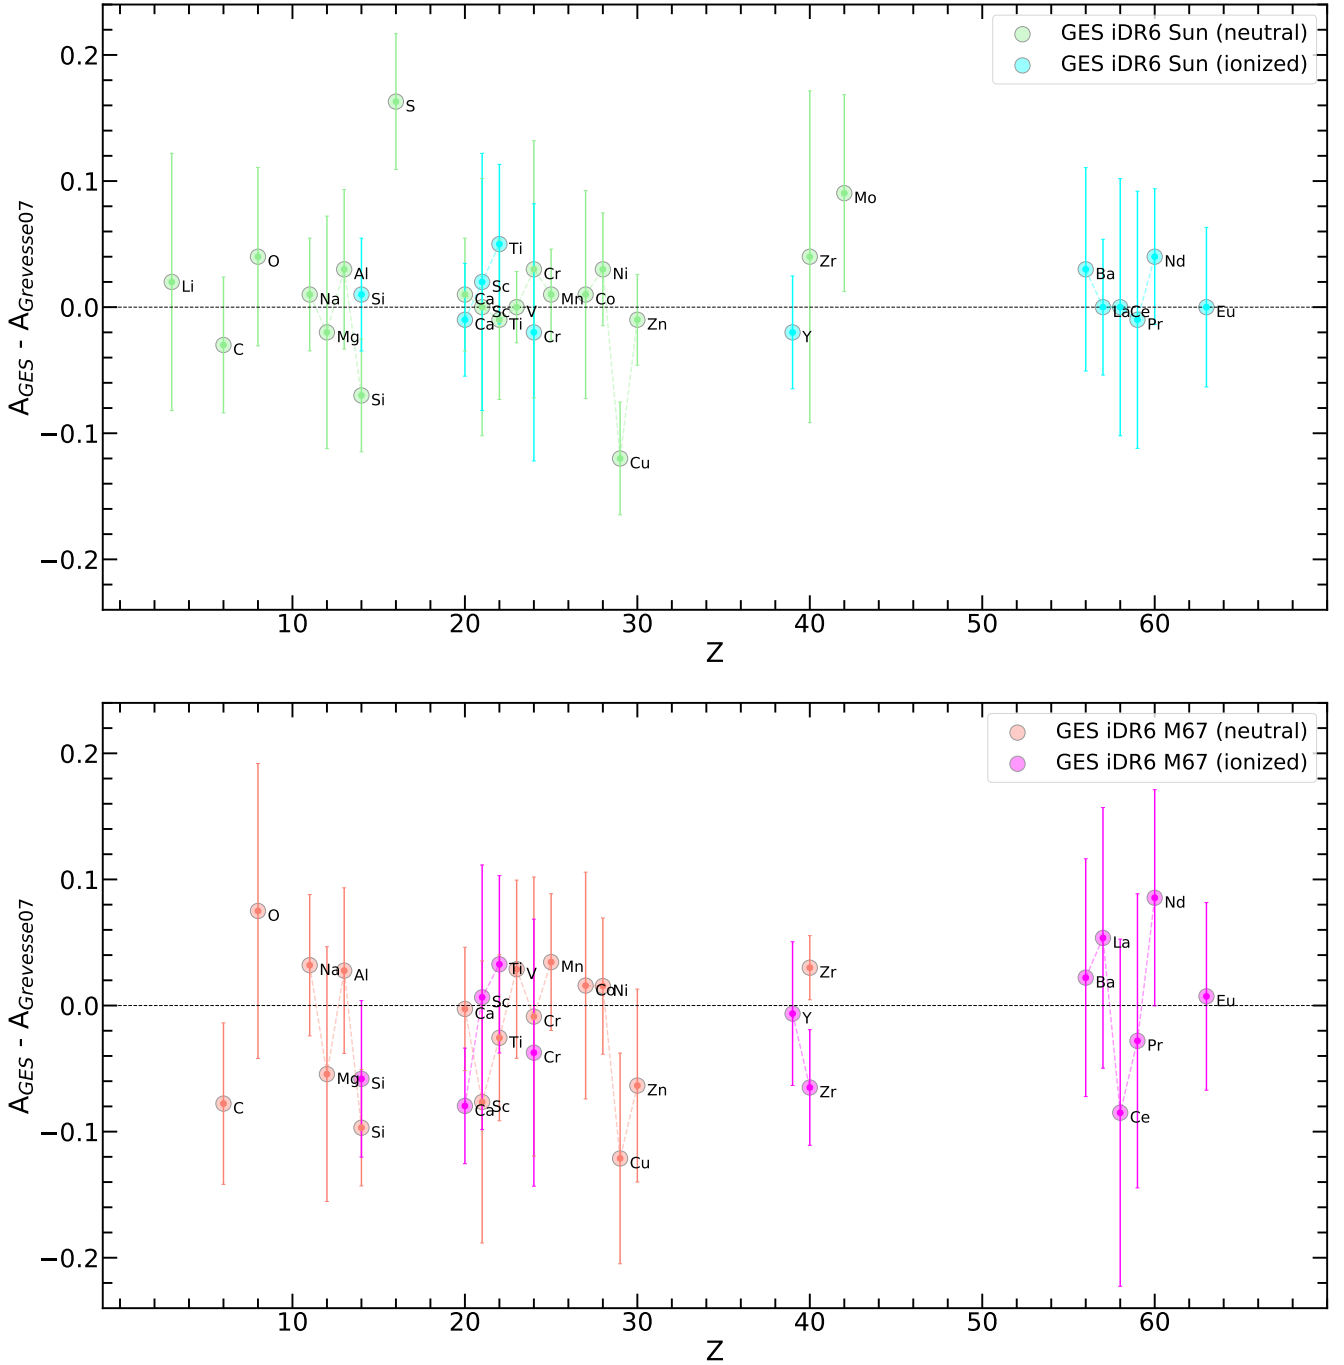 GES iDR6 Sun (neutral)
GES iDR6 Sun (ionized)
A_GES - A_Grevesse07
0.2
0.1
0.0
−0.1
−0.2
S
Li
C
O
Na
Mg
Al
Si
Si
Ca
Ca
Sc
Sc
Ti
Ti
V
Cr
Cr
Mn
Co
Ni
Cu
Zn
Y
Zr
Mo
Ba
La
Ce
Pr
Nd
Eu
10 20 30 40 50 60
Z
GES iDR6 M67 (neutral)
GES iDR6 M67 (ionized)
A_GES - A_Grevesse07
0.2
0.1
0.0
−0.1
−0.2
C
O
Na
Mg
Al
Si
Si
Ca
Ca
Sc
Sc
Ti
Ti
V
Cr
Cr
Mn
Co
Ni
Cu
Zn
Y
Zr
Zr
Ba
La
Ce
Pr
Nd
Eu
10 20 30 40 50 60
Z